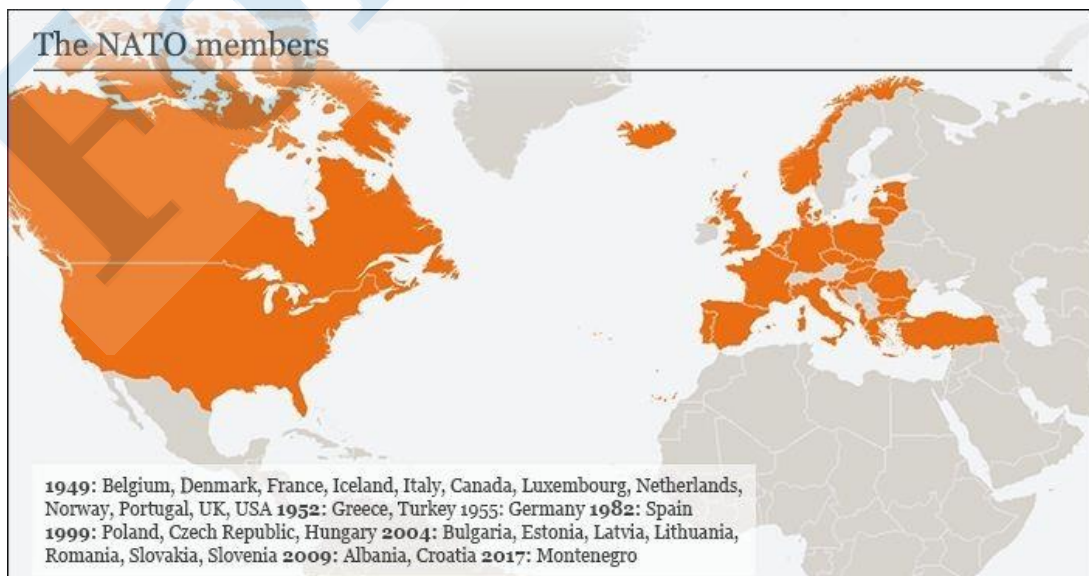 The NATO members
1949: Belgium, Denmark, France, Iceland, Italy, Canada, Luxembourg, Netherlands,
Norway, Portugal, UK, USA 1952: Greece, Turkey 1955: Germany 1982: Spain
1999: Poland, Czech Republic, Hungary 2004: Bulgaria, Estonia, Latvia, Lithuania,
Romania, Slovakia, Slovenia 2009: Albania, Croatia 2017: Montenegro